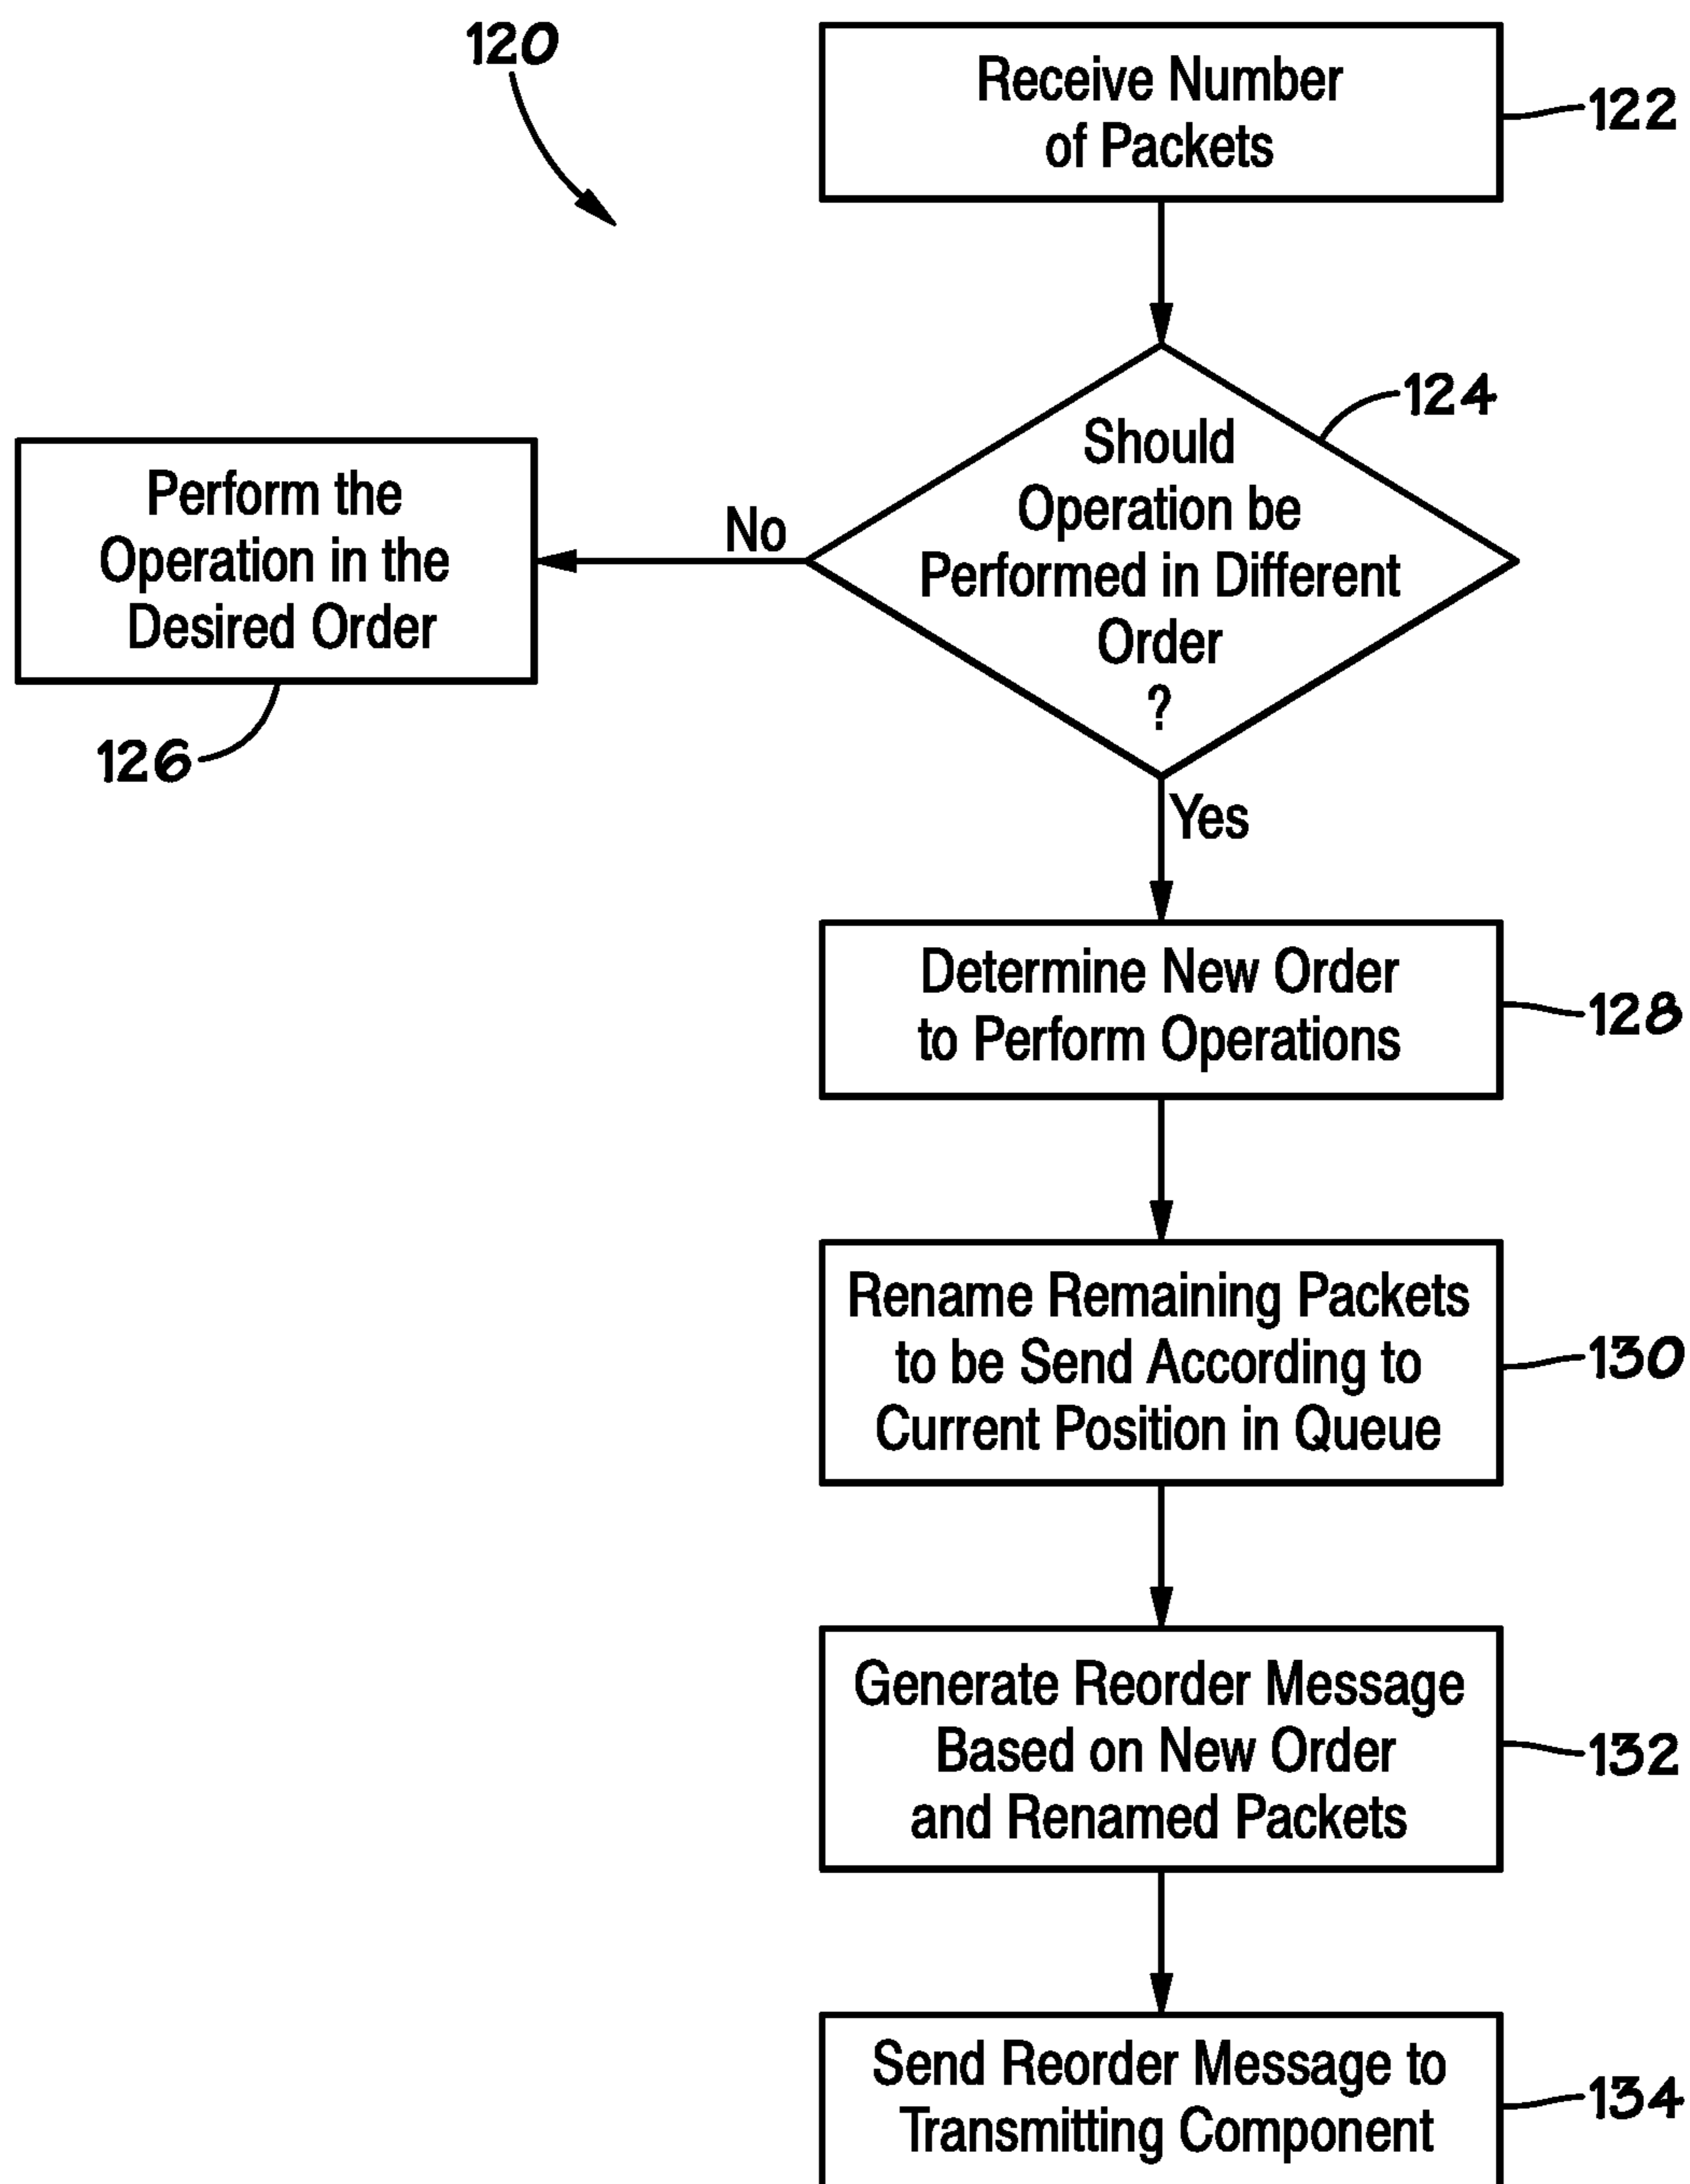 120
Receive Number
of Packets
122
124
Should
Operation be
Performed in Different
Order
?
No
Perform the
Operation in the
Desired Order
126
Yes
Determine New Order
to Perform Operations
128
Rename Remaining Packets
to be Send According to
Current Position in Queue
130
Generate Reorder Message
Based on New Order
and Renamed Packets
132
Send Reorder Message to
Transmitting Component
134